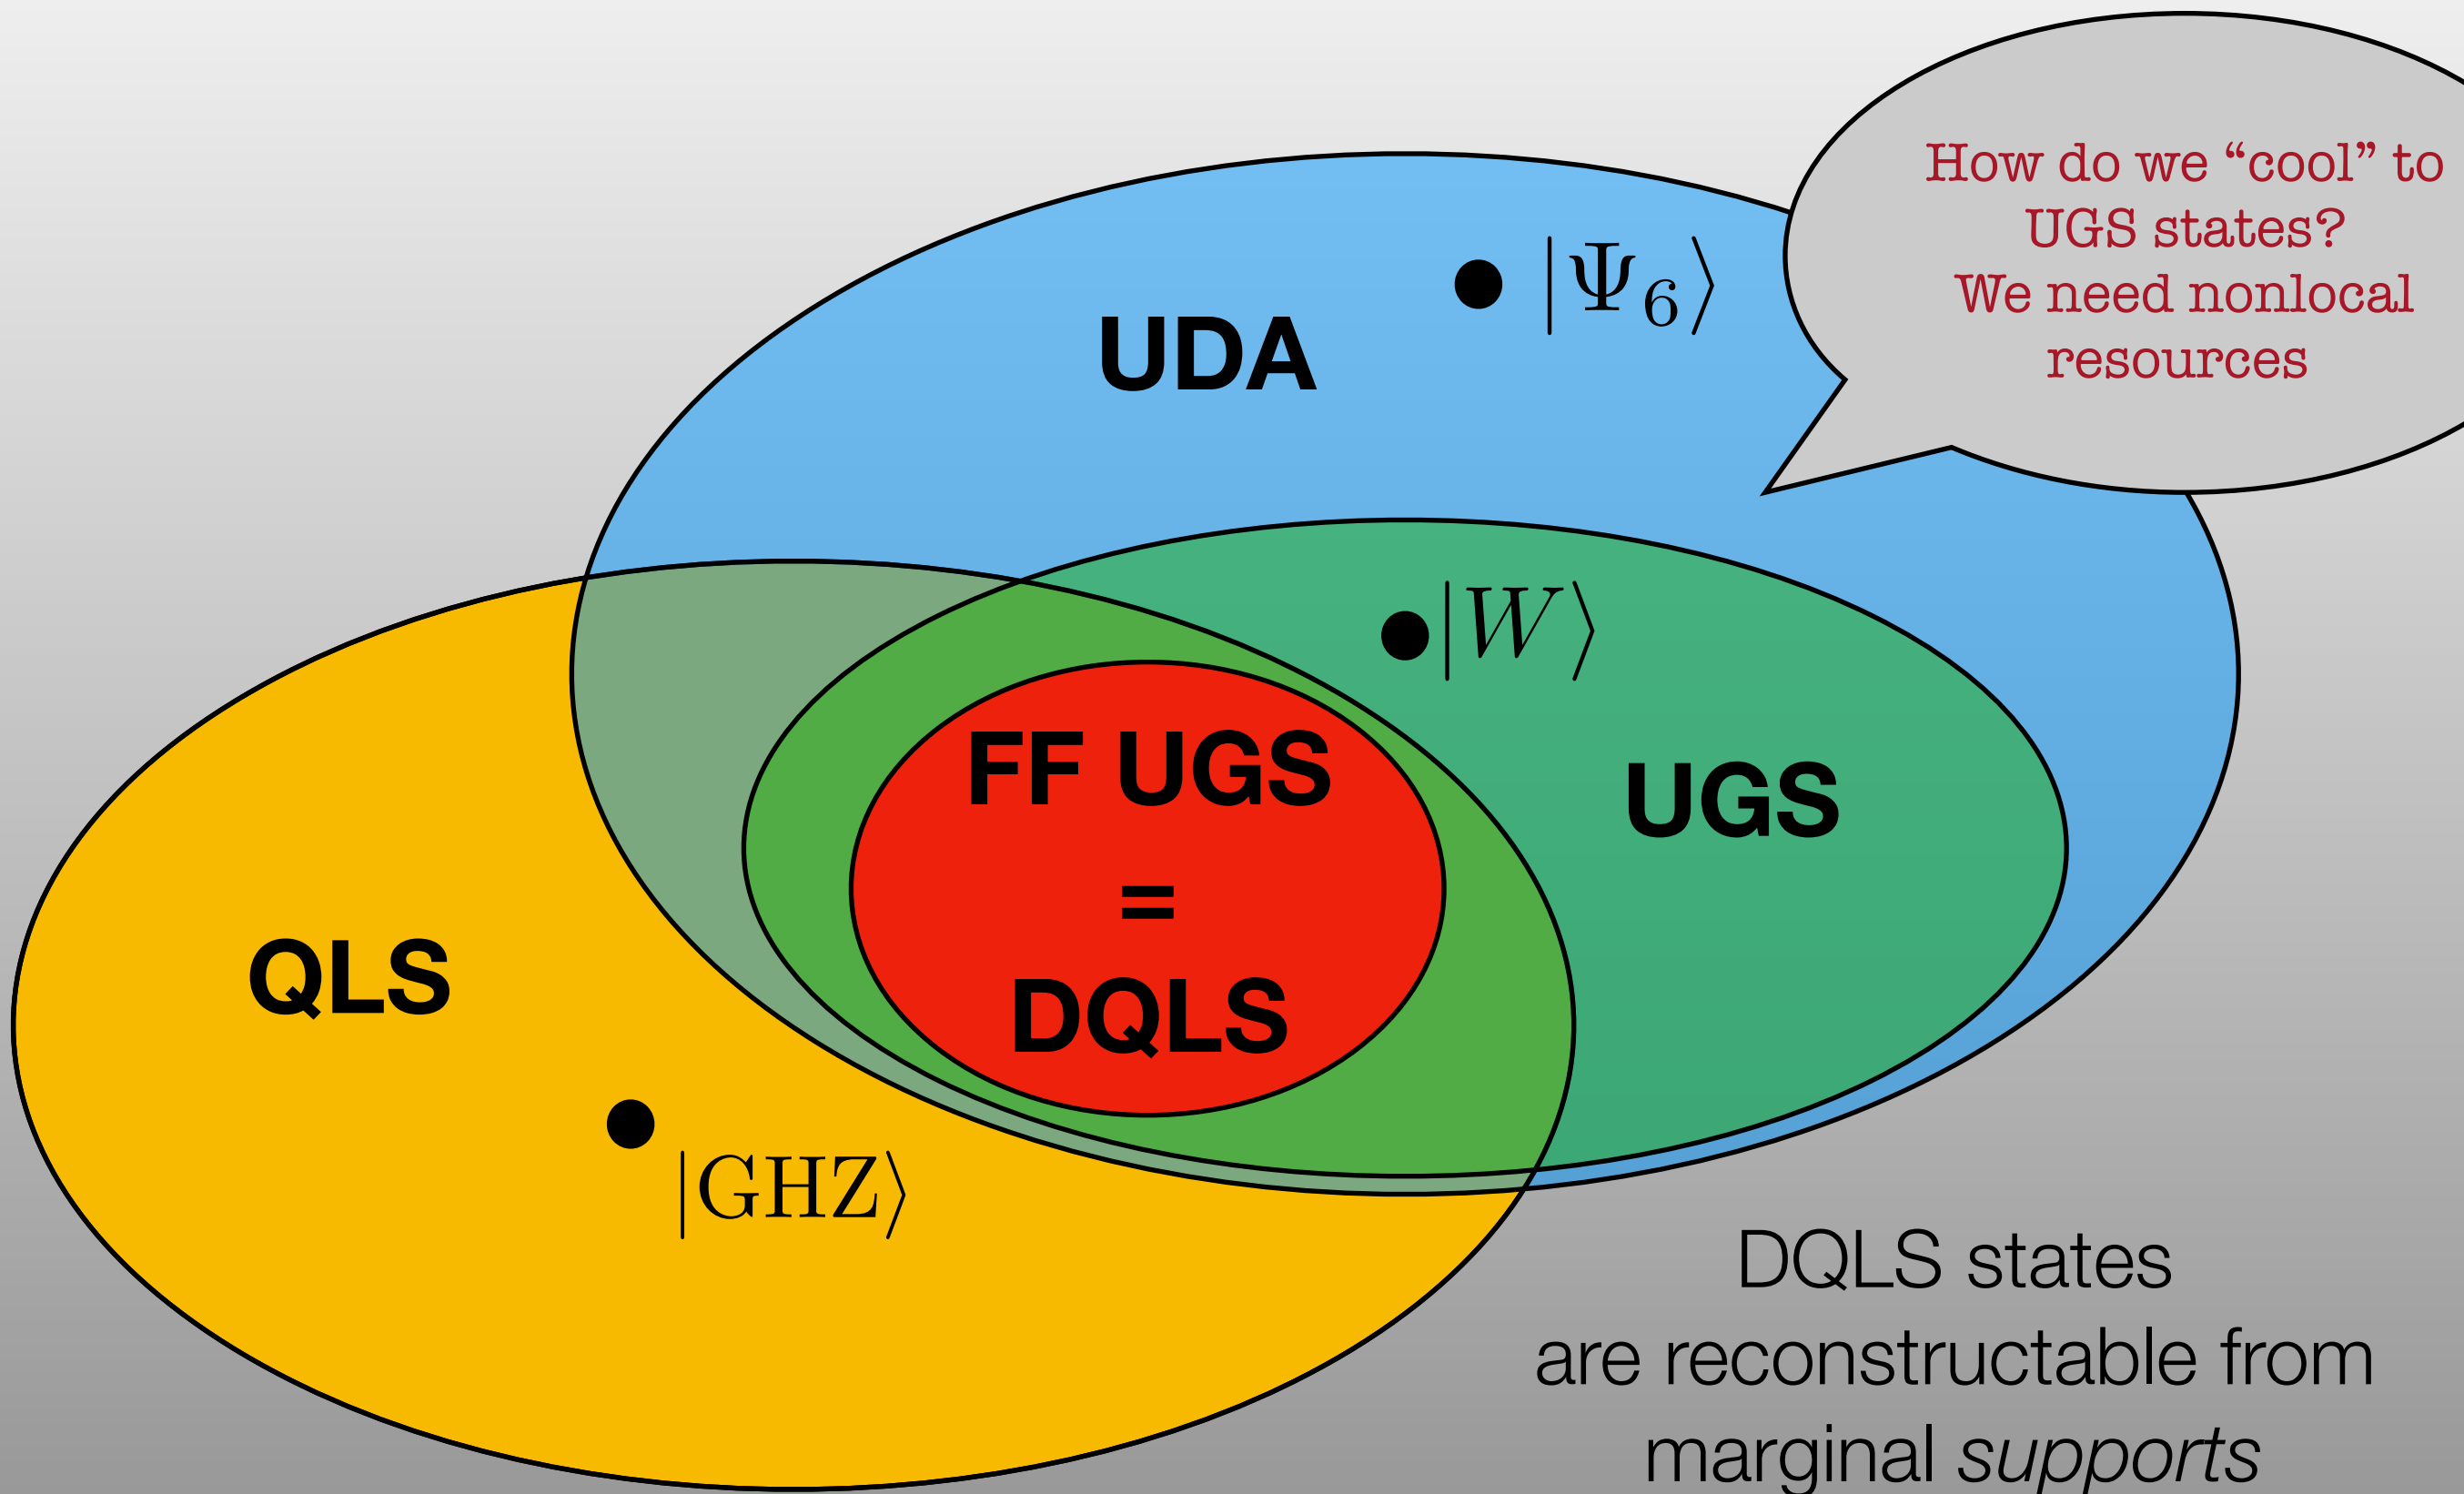 How do we “cool” to
UGS states?
We need nonlocal
resources
|Ψ₆⟩
UDA
|W⟩
FF UGS
=
DQLS
UGS
QLS
|GHZ⟩
DQLS states
are reconstructable from
marginal supports